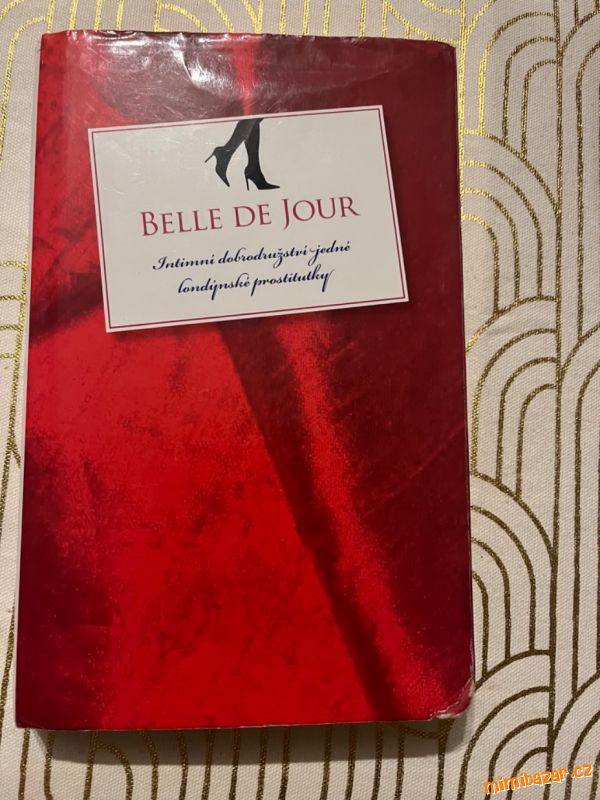 BELLE DE JOUR
Intimní dobrodružství jedné
londýnské prostitutky
mimibazar.cz